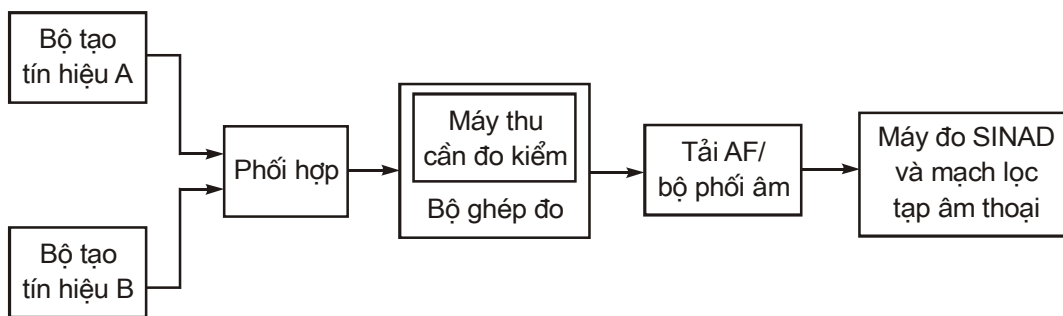 Bộ tạo
tín hiệu A
Bộ tạo
tín hiệu B
Phối hợp
Máy thu
cần đo kiểm
Bộ ghép đo
Tải AF/
bộ phối âm
Máy đo SINAD
và mạch lọc
tạp âm thoại